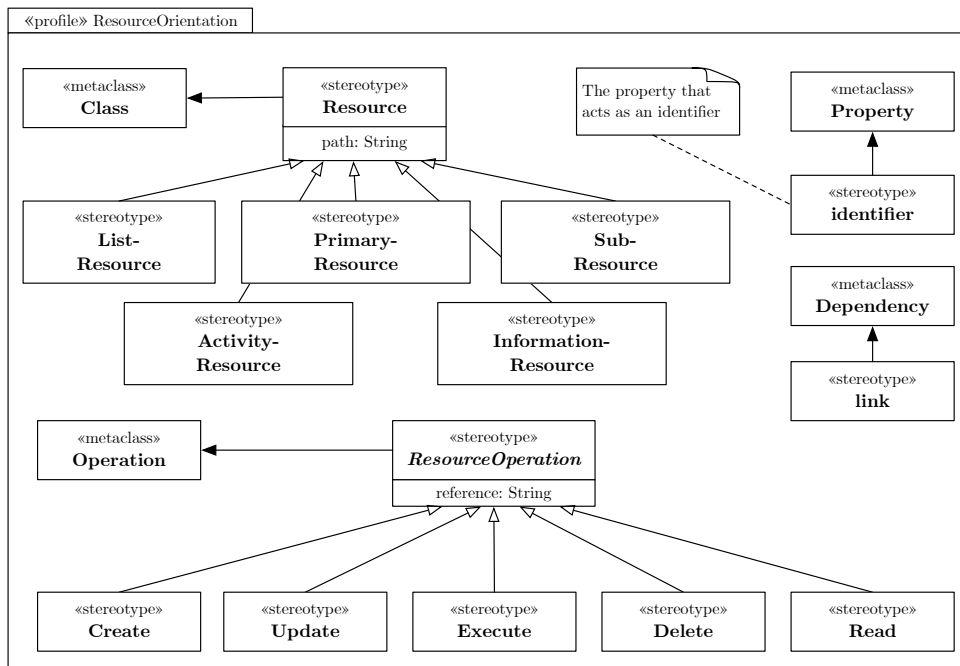 «profile» ResourceOrientation
«metaclass»
Class
«stereotype»
Resource
path: String
The property that
acts as an identifier
«metaclass»
Property
«stereotype»
identifier
«stereotype»
List-
Resource
«stereotype»
Primary-
Resource
«stereotype»
Sub-
Resource
«metaclass»
Dependency
«stereotype»
Activity-
Resource
«stereotype»
Information-
Resource
«stereotype»
link
«metaclass»
Operation
«stereotype»
ResourceOperation
reference: String
«stereotype»
Create
«stereotype»
Update
«stereotype»
Execute
«stereotype»
Delete
«stereotype»
Read